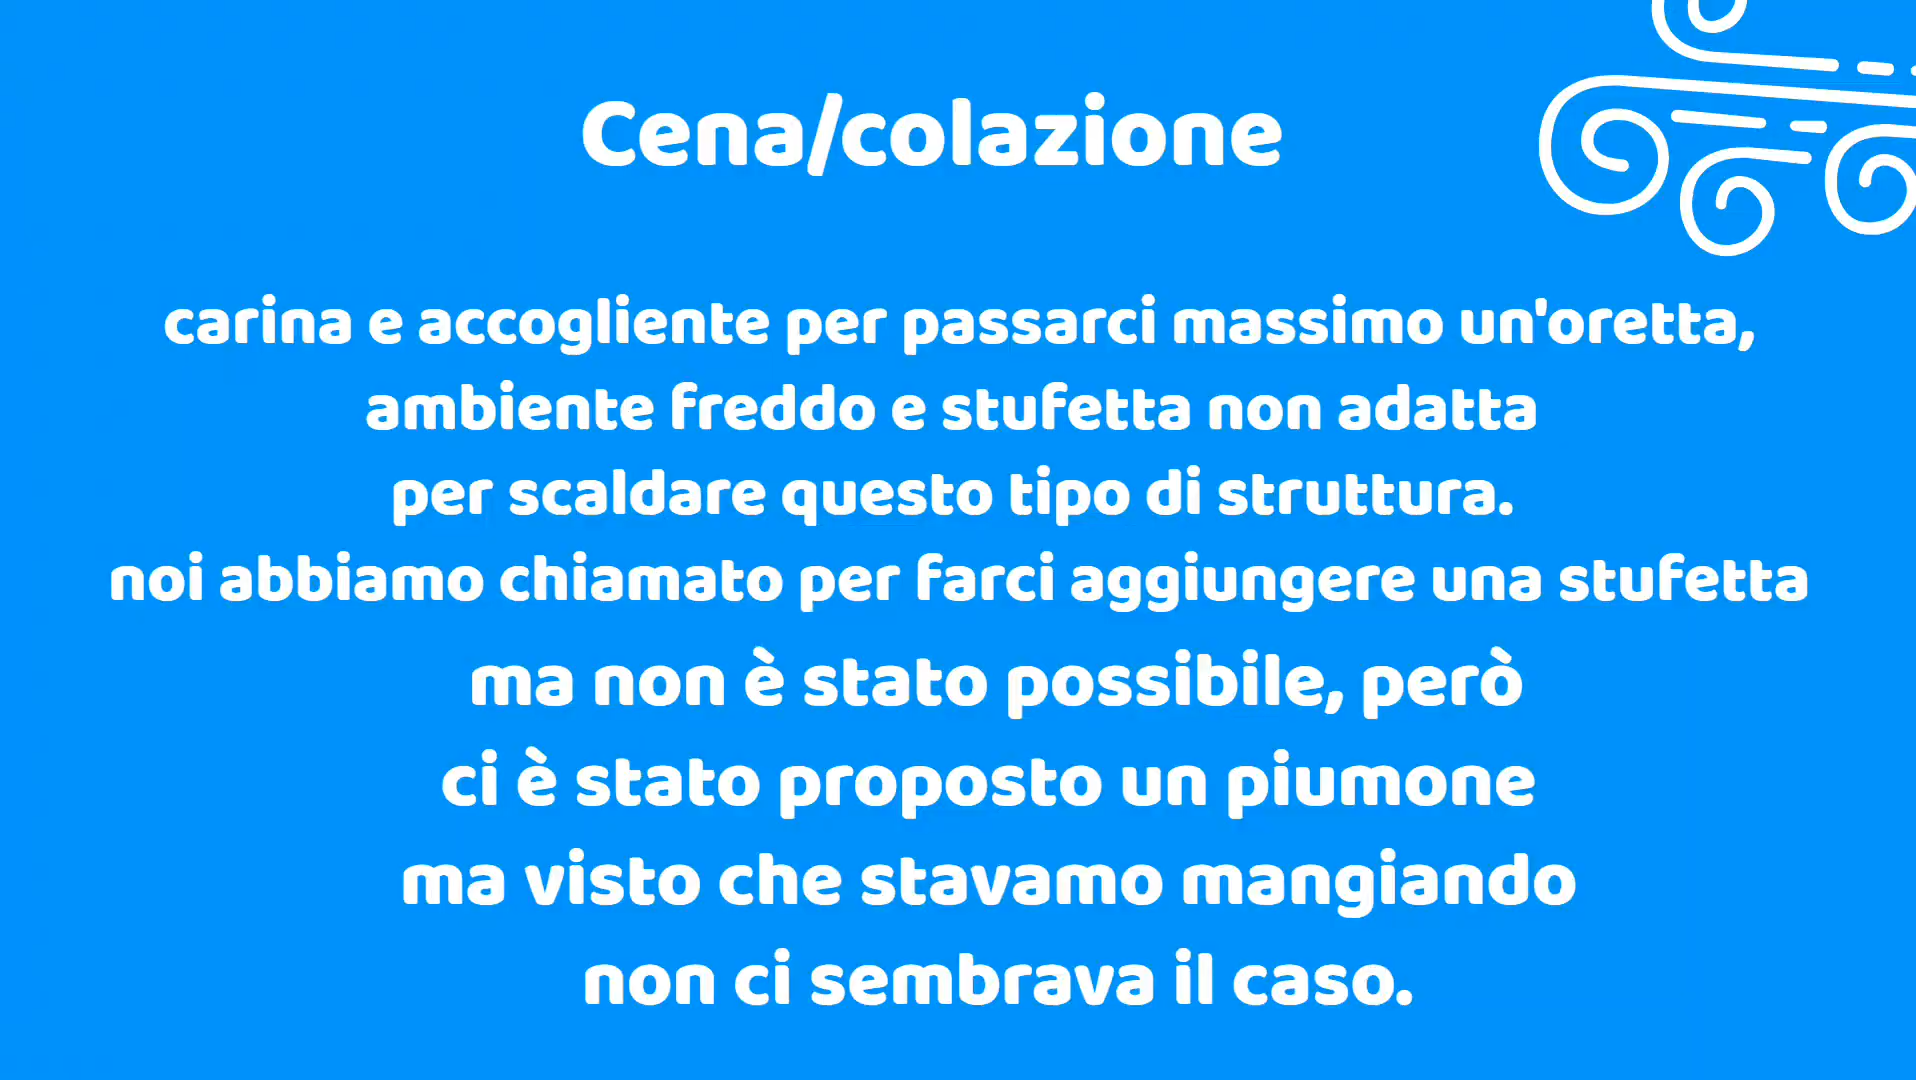 Cena/colazione
carina e accogliente per passarci massimo un'oretta,
ambiente freddo e stufetta non adatta
per scaldare questo tipo di struttura.
noi abbiamo chiamato per farci aggiungere una stufetta
ma non è stato possibile, però
ci è stato proposto un piumone
ma visto che stavamo mangiando
non ci sembrava il caso.